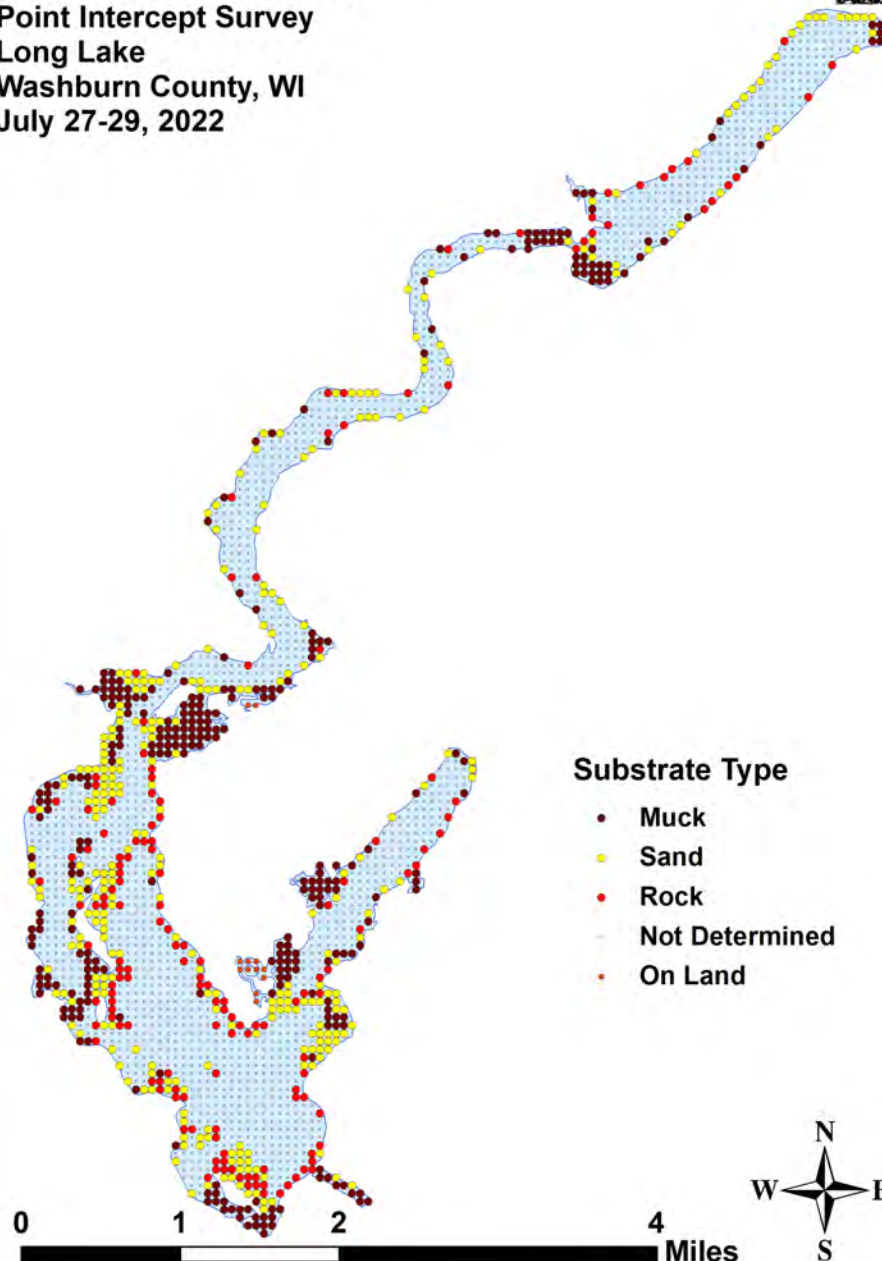 Point Intercept Survey
Long Lake
Washburn County, WI
July 27-29, 2022
Substrate Type
Muck
Sand
Rock
Not Determined
On Land
N
W E
S
0 1 2 4
Miles